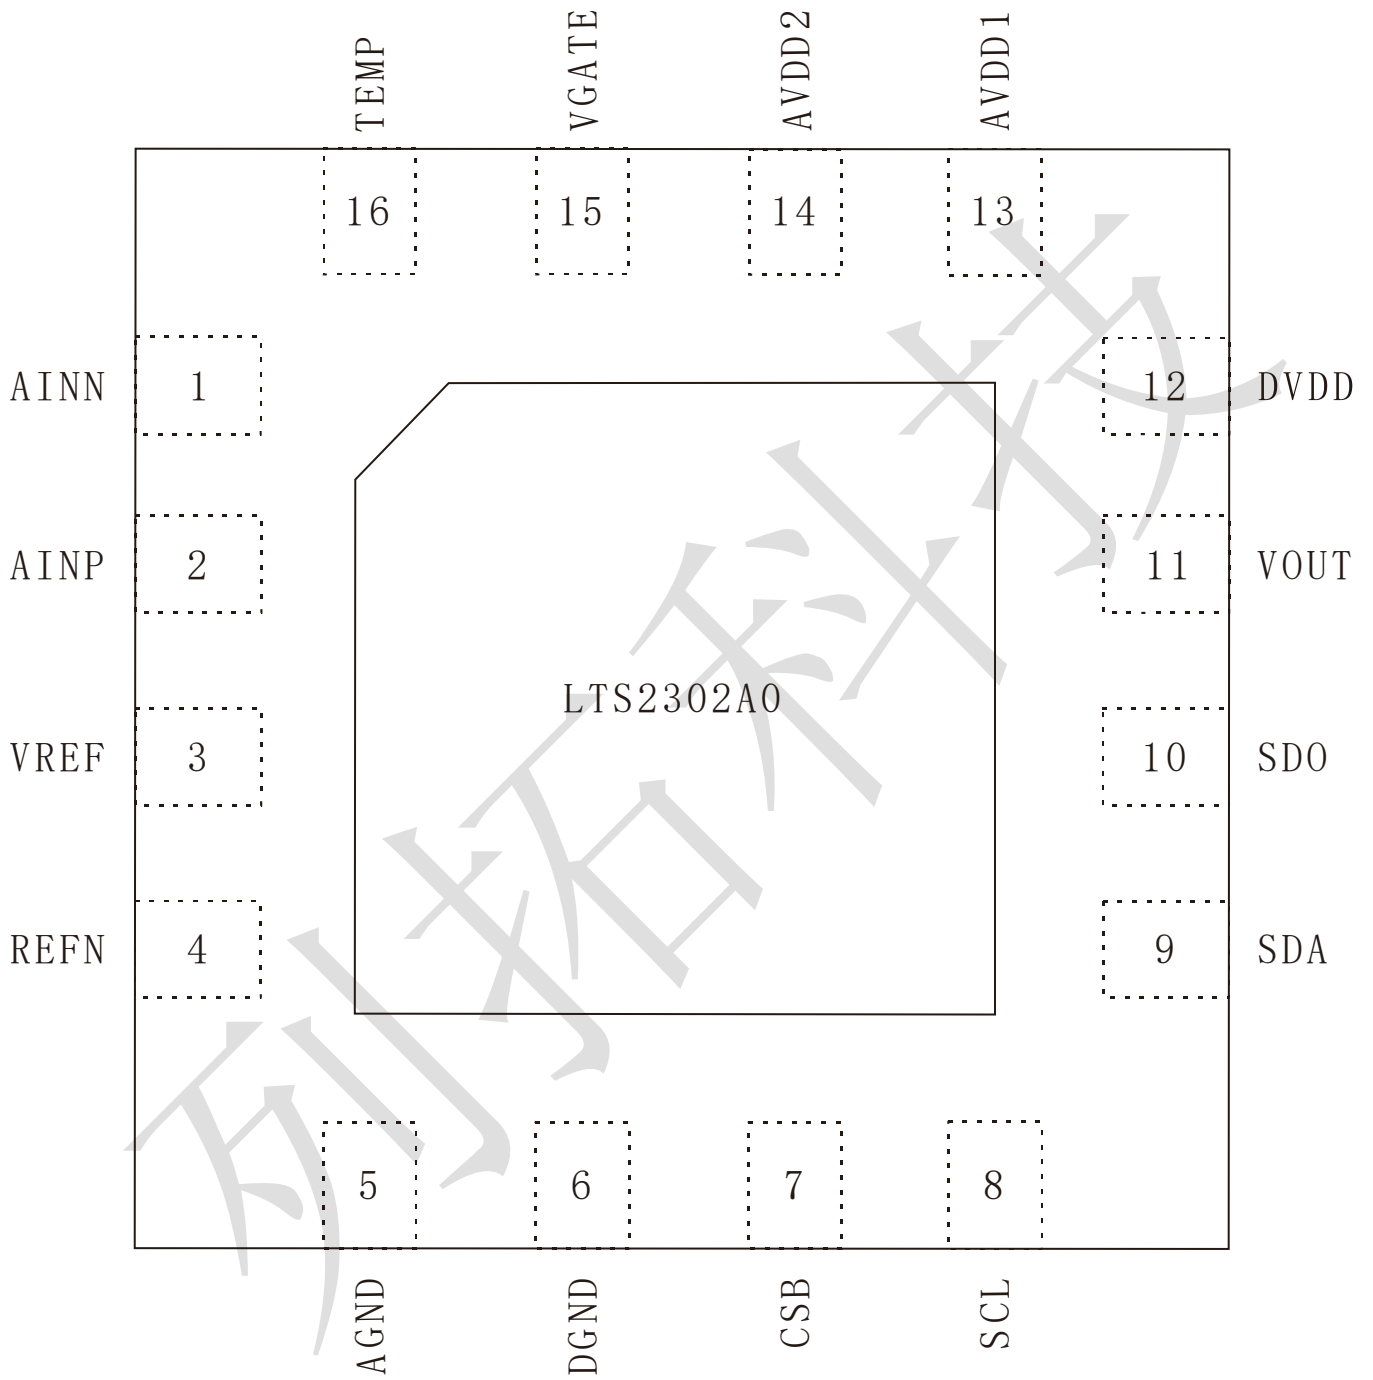 TEMP
VGATE
AVDD2
AVDD1
16
15
14
13
AINN
1
12
DVDD
AINP
2
11
VOUT
LTS2302A0
VREF
3
10
SDO
REFN
4
9
SDA
5
6
7
8
AGND
DGND
CSB
SCL
列拓科技